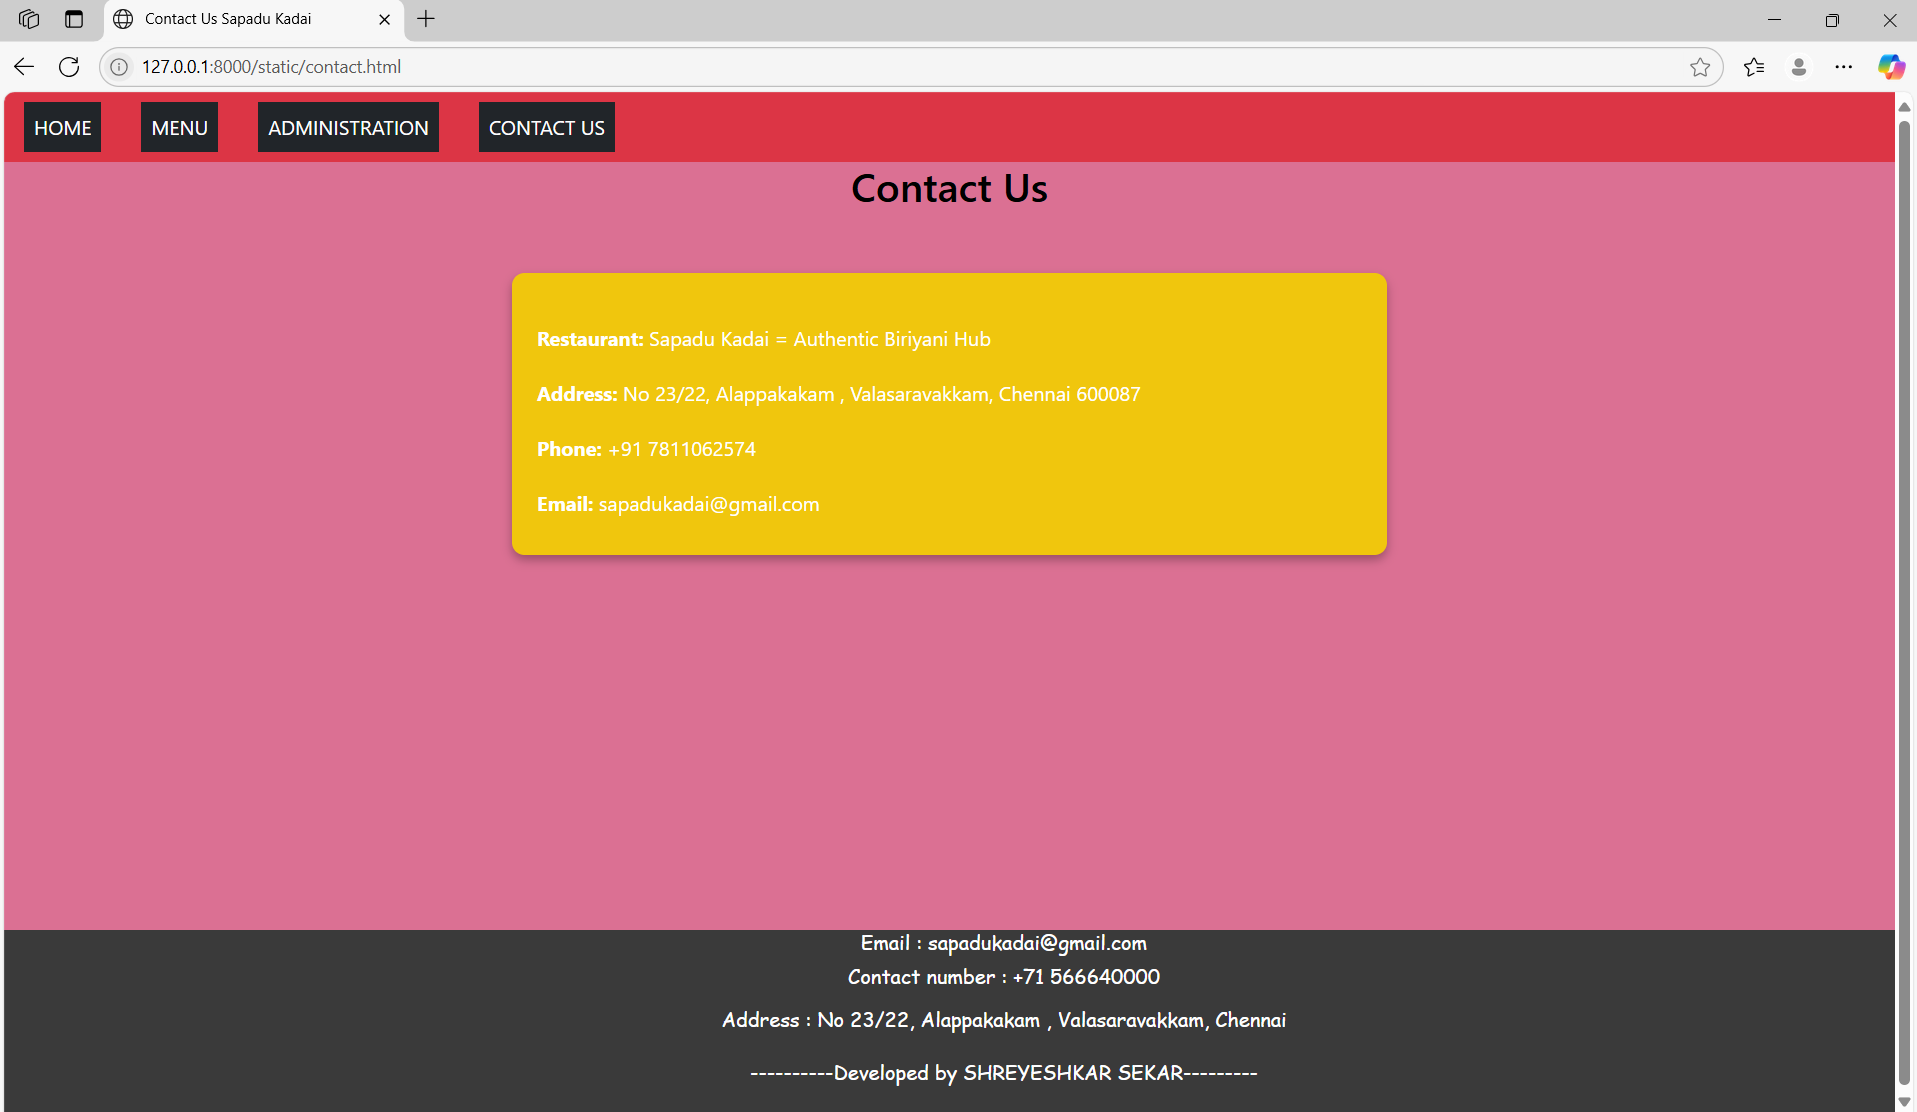 Contact Us Sapadu Kadai
127.0.0.1:8000/static/contact.html
HOME MENU ADMINISTRATION CONTACT US
Contact Us
Restaurant: Sapadu Kadai = Authentic Biriyani Hub
Address: No 23/22, Alappakakam , Valasaravakkam, Chennai 600087
Phone: +91 7811062574
Email: sapadukadai@gmail.com
Email : sapadukadai@gmail.com
Contact number : +71 566640000
Address : No 23/22, Alappakakam , Valasaravakkam, Chennai
----------Developed by SHREYESHKAR SEKAR---------